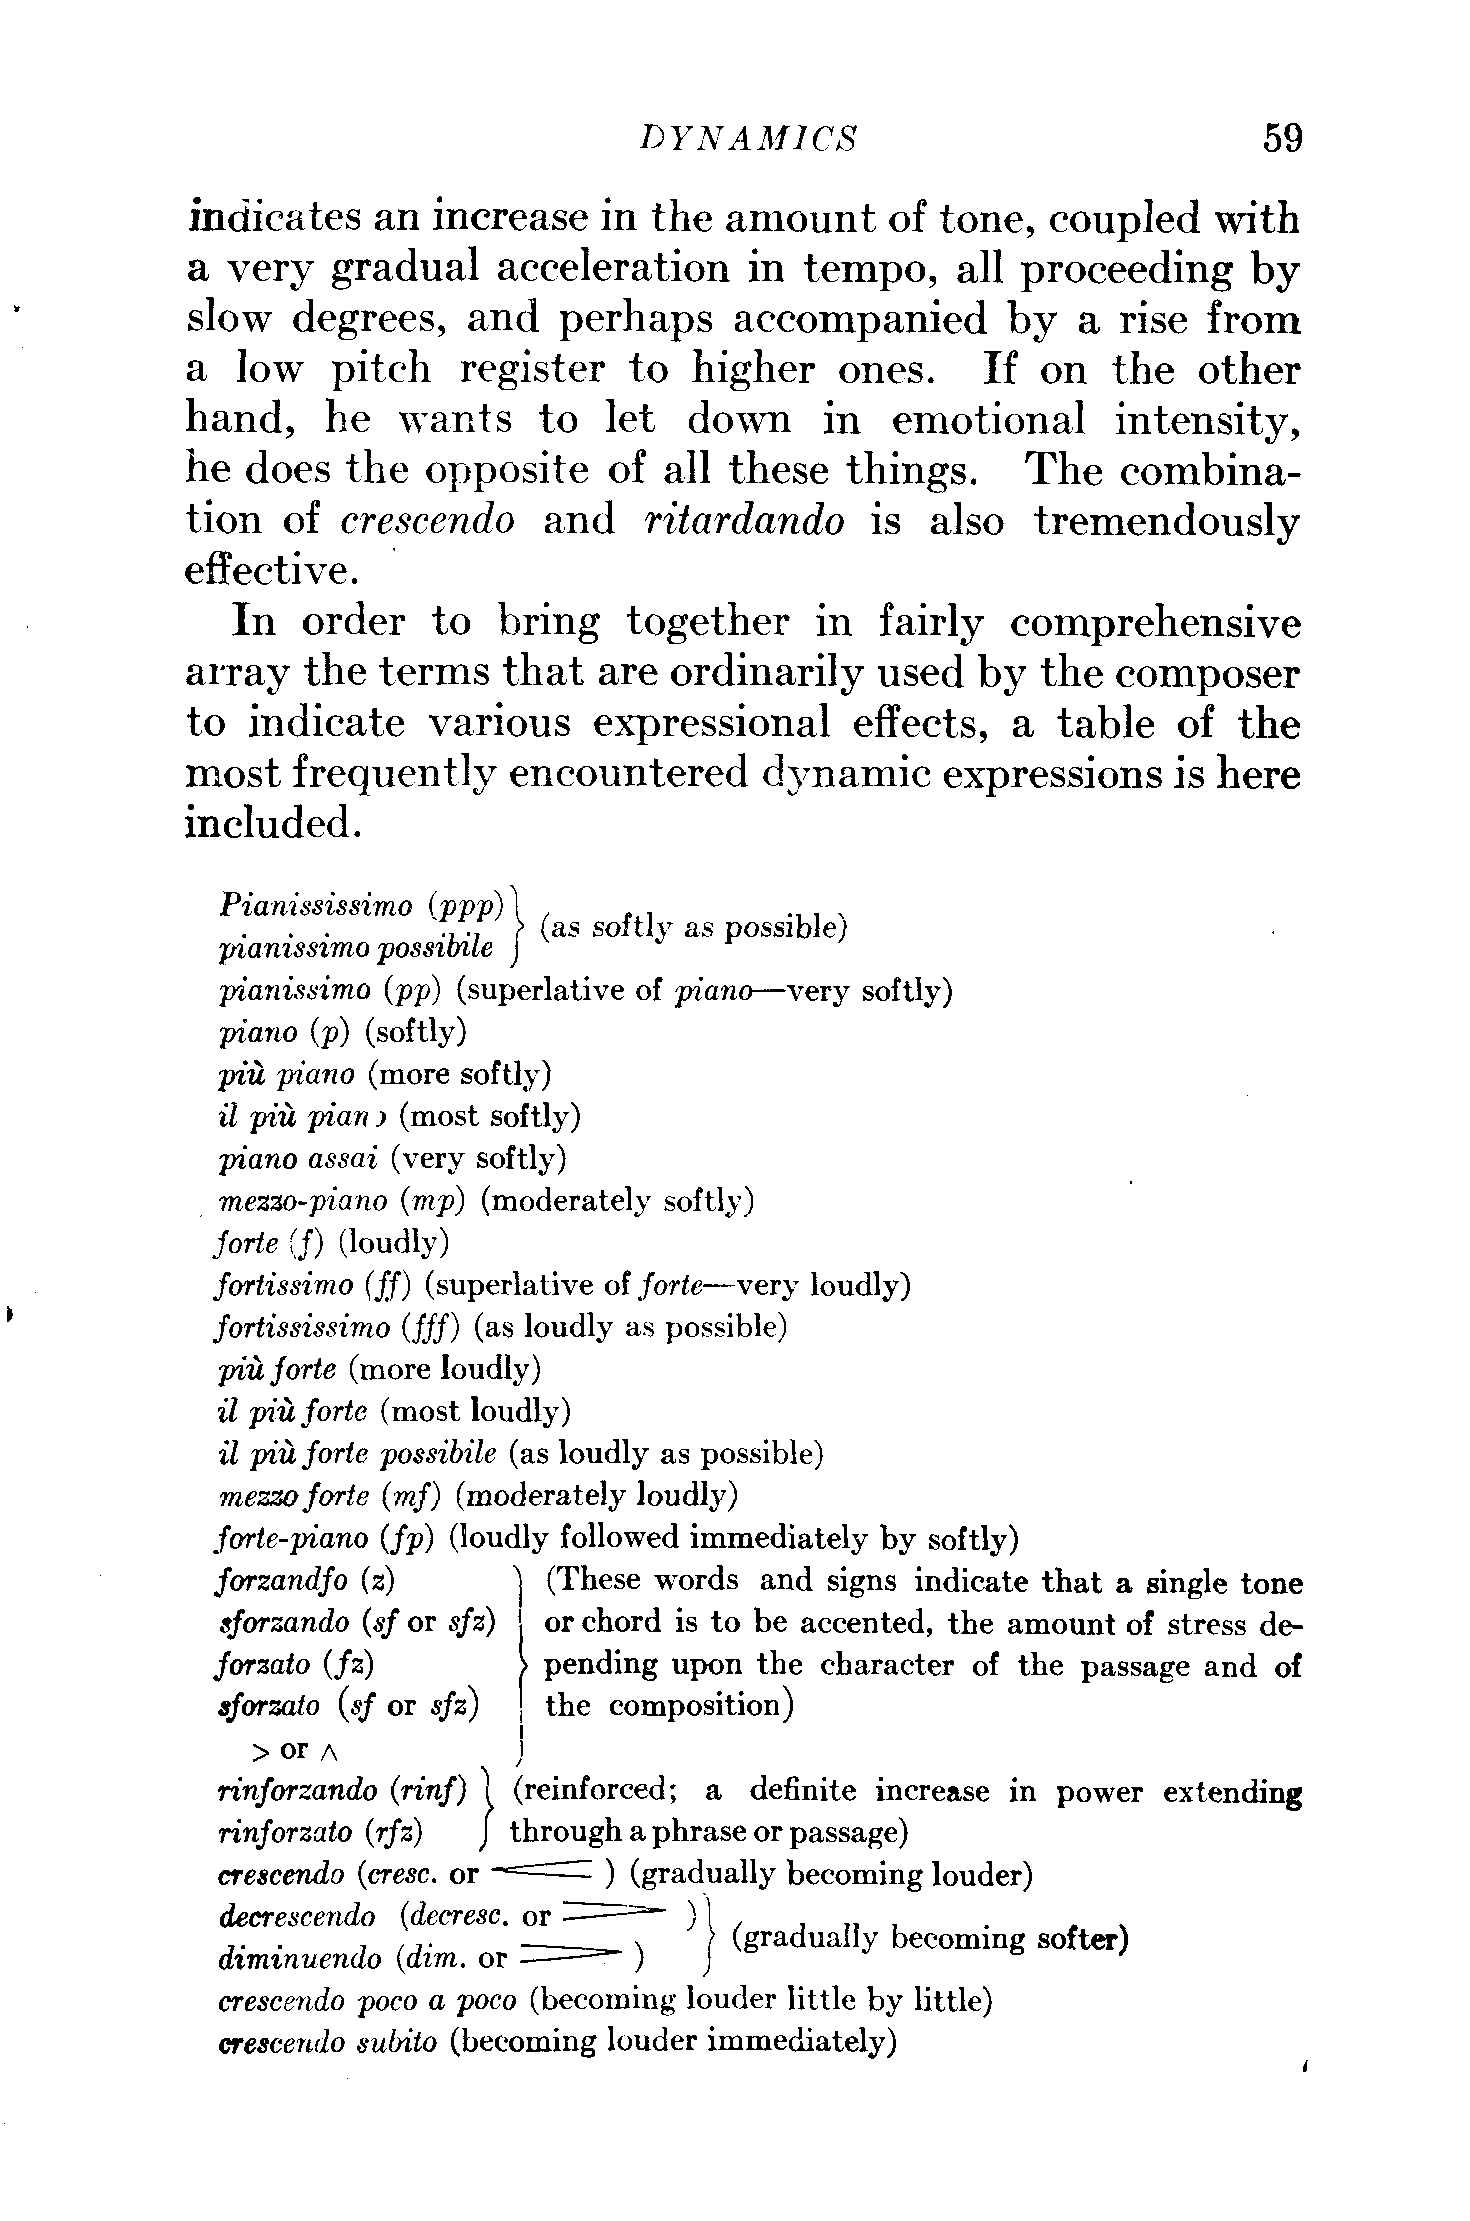 DYNAMICS 59
indicates an increase in the amount of tone, coupled with
a very gradual acceleration in tempo, all proceeding by
slow degrees, and perhaps accompanied by a rise from
a low pitch register to higher ones. If on the other
hand, he wants to let down in emotional intensity,
he does the opposite of all these things. The combina-
tion of crescendo and ritardando is also tremendously
effective.
In order to bring together in fairly comprehensive
array the terms that are ordinarily used by the composer
to indicate various expressional effects, a table of the
most frequently encountered dynamic expressions is here
included.
Pianississimo (ppp)
pianissimo possibile } (as softly as possible)
pianissimo (pp) (superlative of piano—very softly)
piano (p) (softly)
più piano (more softly)
il più piano (most softly)
piano assai (very softly)
mezzo-piano (mp) (moderately softly)
forte (f) (loudly)
fortissimo (ff) (superlative of forte—very loudly)
fortississimo (fff) (as loudly as possible)
più forte (more loudly)
il più forte (most loudly)
il più forte possibile (as loudly as possible)
mezzo forte (mf) (moderately loudly)
forte-piano (fp) (loudly followed immediately by softly)
forzandfo (z) (These words and signs indicate that a single tone
sforzando (sf or sfz) or chord is to be accented, the amount of stress de-
forzato (fz) } pending upon the character of the passage and of
sforzato (sf or sfz) the composition)
> or ∧
rinforzando (rinf) } (reinforced; a definite increase in power extending
rinforzato (rfz) through a phrase or passage)
crescendo (cresc. or <) (gradually becoming louder)
decrescendo (decresc. or >)
diminuendo (dim. or >) } (gradually becoming softer)
crescendo poco a poco (becoming louder little by little)
crescendo subito (becoming louder immediately)